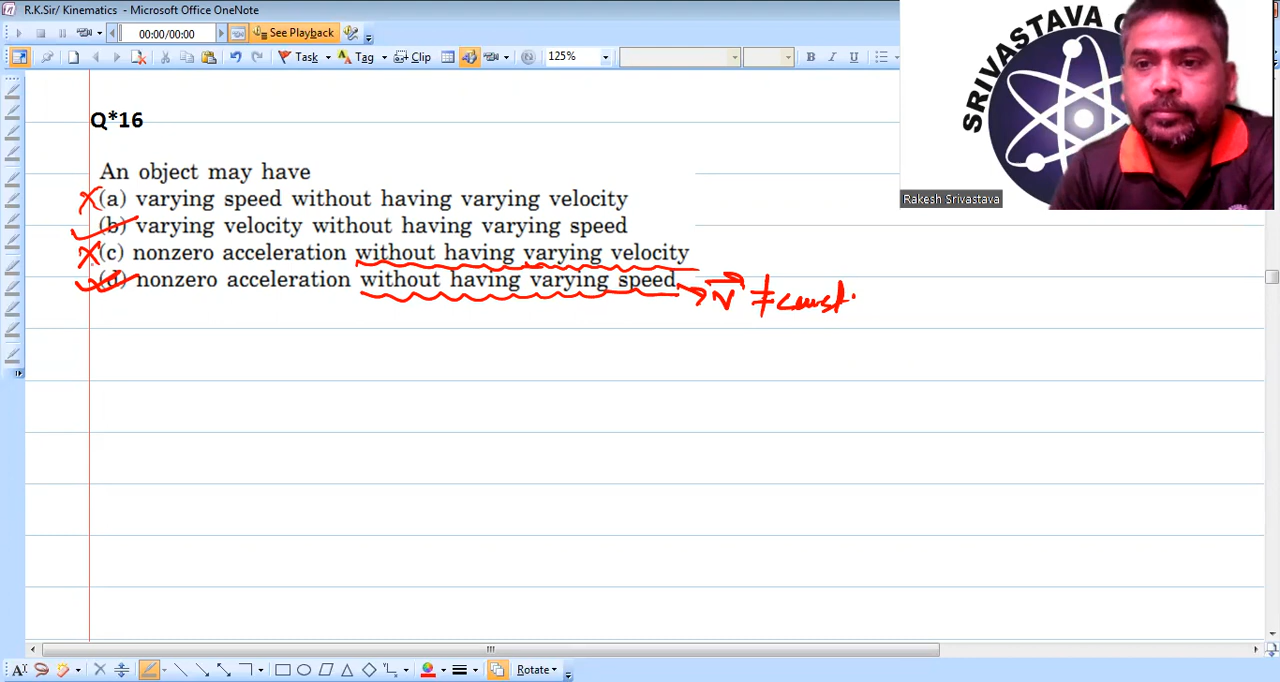 R.K.Sir/ Kinematics - Microsoft Office OneNote
00:00/00:00 See Playback
Task Tag Clip 125% B I U
SRIVASTAVA C
Rakesh Srivastava
Q*16
An object may have
(a) varying speed without having varying velocity
(b) varying velocity without having varying speed
(c) nonzero acceleration without having varying velocity
(d) nonzero acceleration without having varying speed → v⃗ ≠ const.
Rotate